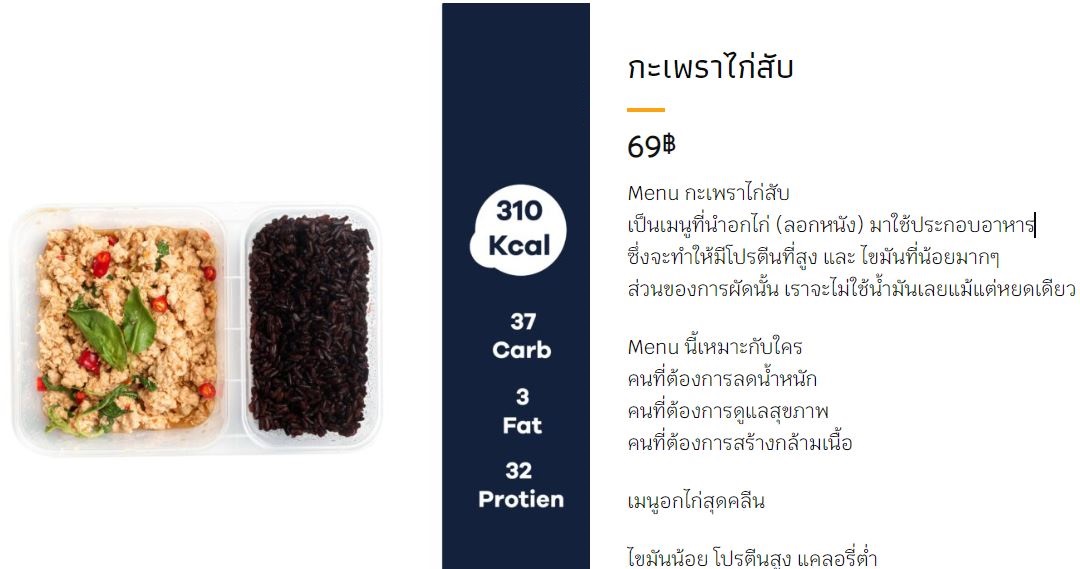 310
Kcal
37
Carb
3
Fat
32
Protien
กะเพราไก่สับ
69฿
Menu กะเพราไก่สับ
เป็นเมนูที่นำอกไก่ (ลอกหนัง) มาใช้ประกอบอาหาร
ซึ่งจะทำให้มีโปรตีนที่สูง และ ไขมันที่น้อยมากๆ
ส่วนของการผัดนั้น เราจะไม่ใช้น้ำมันเลยแม้แต่หยดเดียว
Menu นี้เหมาะกับใคร
คนที่ต้องการลดน้ำหนัก
คนที่ต้องการดูแลสุขภาพ
คนที่ต้องการสร้างกล้ามเนื้อ
เมนูอกไก่สุดคลีน
ไขมันน้อย โปรตีนสูง แคลอรี่ต่ำ